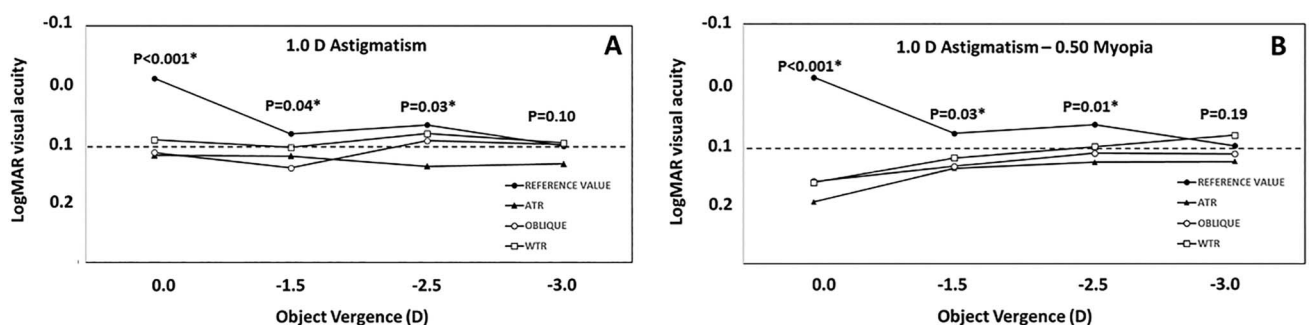 1.0 D Astigmatism
A
LogMAR visual acuity
-0.1
0.0
0.1
0.2
P<0.001*
P=0.04*
P=0.03*
P=0.10
REFERENCE VALUE
ATR
OBLIQUE
WTR
0.0
-1.5
-2.5
-3.0
Object Vergence (D)
1.0 D Astigmatism – 0.50 Myopia
B
LogMAR visual acuity
-0.1
0.0
0.1
0.2
P<0.001*
P=0.03*
P=0.01*
P=0.19
REFERENCE VALUE
ATR
OBLIQUE
WTR
0.0
-1.5
-2.5
-3.0
Object Vergence (D)